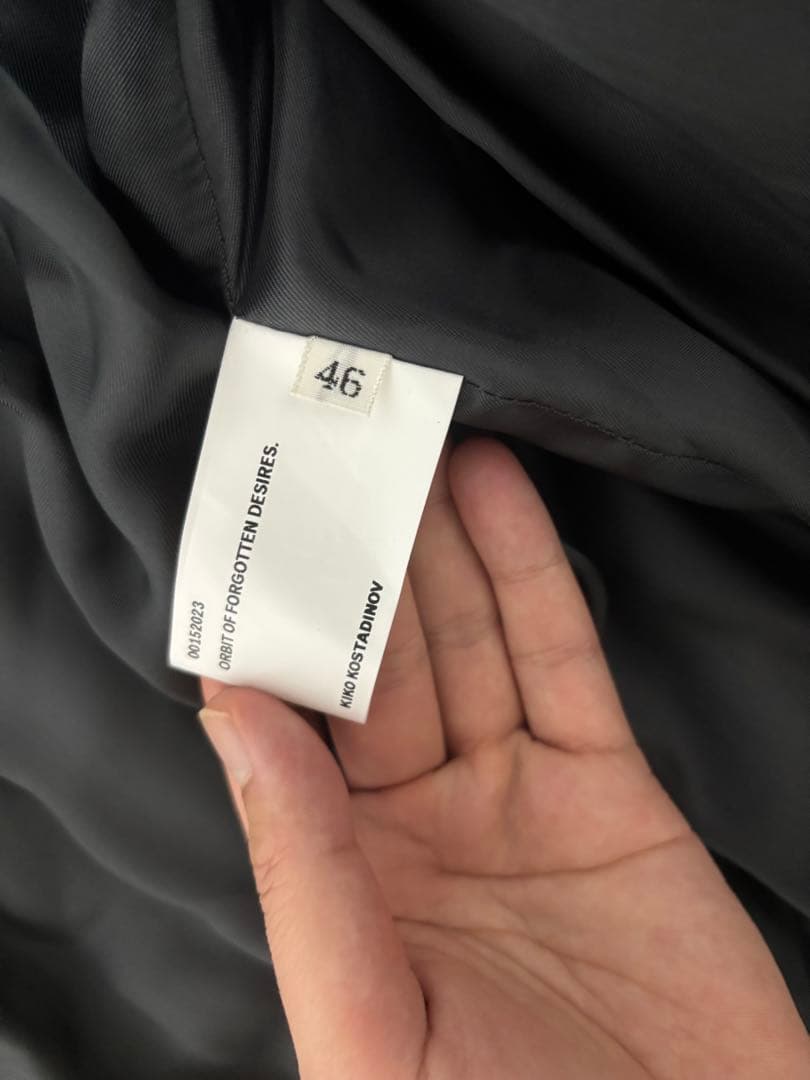 46
00152023
ORBIT OF FORGOTTEN DESIRES.
KIKO KOSTADINOV